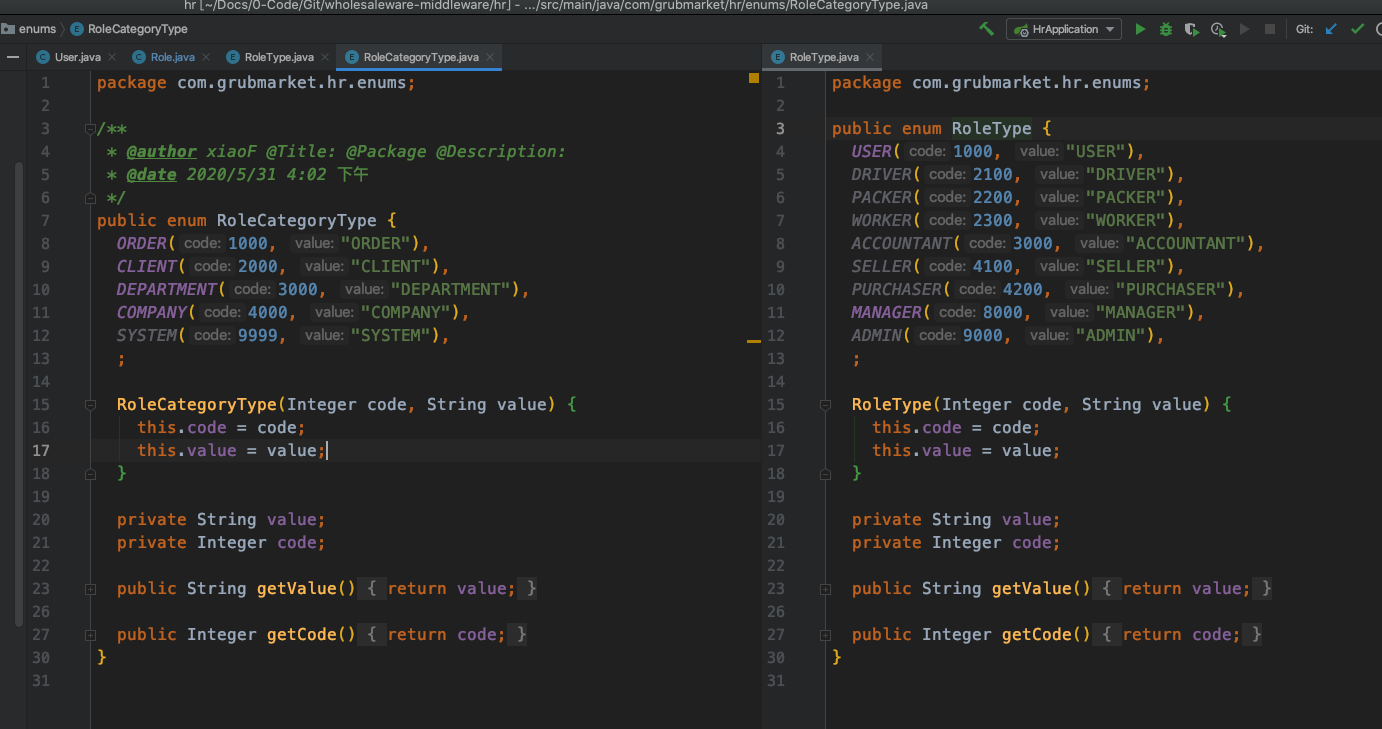 hr [~/Docs/0-Code/Git/wholesaleware-middleware/hr] - .../src/main/java/com/grubmarket/hr/enums/RoleCategoryType.java
enums RoleCategoryType
HrApplication
Git:
User.java
Role.java
RoleType.java
RoleCategoryType.java
1 package com.grubmarket.hr.enums;
2
3 /**
4 * @author xiaoF @Title: @Package @Description:
5 * @date 2020/5/31 4:02 下午
6 */
7 public enum RoleCategoryType {
8 ORDER( code: 1000, value: "ORDER"),
9 CLIENT( code: 2000, value: "CLIENT"),
10 DEPARTMENT( code: 3000, value: "DEPARTMENT"),
11 COMPANY( code: 4000, value: "COMPANY"),
12 SYSTEM( code: 9999, value: "SYSTEM"),
13 ;
14
15 RoleCategoryType(Integer code, String value) {
16 this.code = code;
17 this.value = value;
18 }
19
20 private String value;
21 private Integer code;
22
23 public String getValue() { return value; }
26
27 public Integer getCode() { return code; }
30 }
31
RoleType.java
1 package com.grubmarket.hr.enums;
2
3 public enum RoleType {
4 USER( code: 1000, value: "USER"),
5 DRIVER( code: 2100, value: "DRIVER"),
6 PACKER( code: 2200, value: "PACKER"),
7 WORKER( code: 2300, value: "WORKER"),
8 ACCOUNTANT( code: 3000, value: "ACCOUNTANT"),
9 SELLER( code: 4100, value: "SELLER"),
10 PURCHASER( code: 4200, value: "PURCHASER"),
11 MANAGER( code: 8000, value: "MANAGER"),
12 ADMIN( code: 9000, value: "ADMIN"),
13 ;
14
15 RoleType(Integer code, String value) {
16 this.code = code;
17 this.value = value;
18 }
19
20 private String value;
21 private Integer code;
22
23 public String getValue() { return value; }
26
27 public Integer getCode() { return code; }
30 }
31